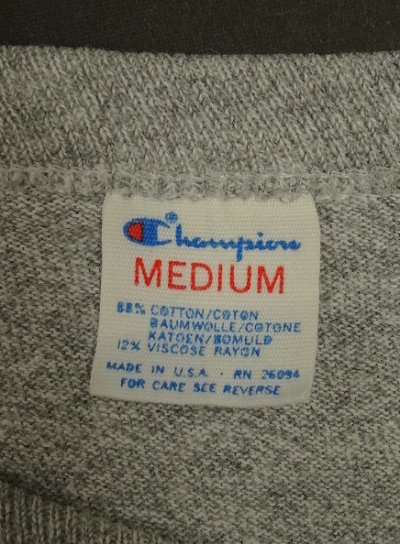 Champion®
MEDIUM
88% COTTON/COTON
BAUMWOLLE/COTONE
KATOEN/BOMULD
12% VISCOSE RAYON
MADE IN U.S.A. · RN 26094
FOR CARE SEE REVERSE